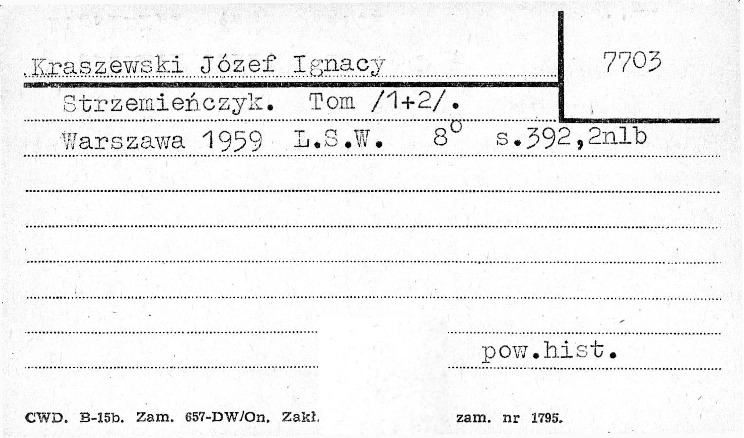 Kraszewski Józef Ignacy 7703
Strzemieńczyk. Tom /1+2/.
Warszawa 1959 L.S.W. 8⁰ s.392,2nlb
pow.hist.
CWD. B-15b. Zam. 657-DW/On. Zakł. zam. nr 1795.